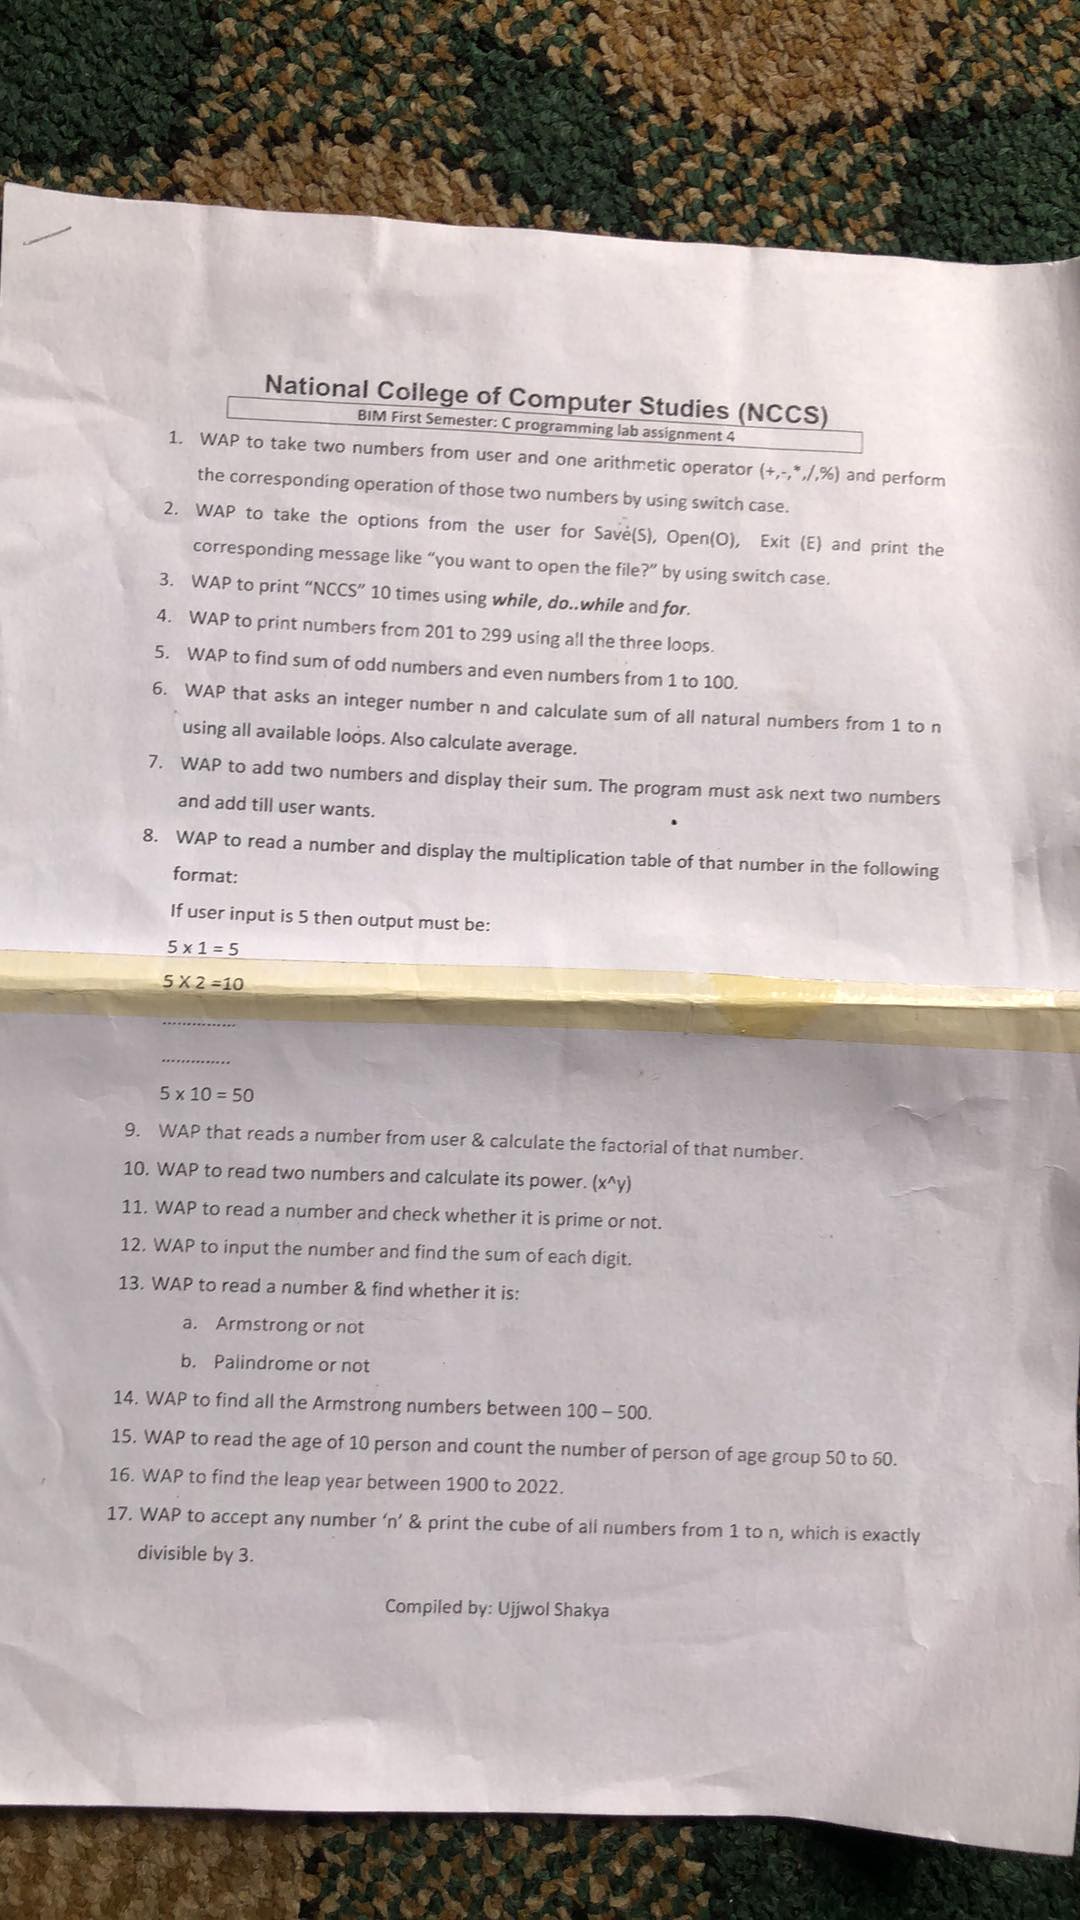 National College of Computer Studies (NCCS)
BIM First Semester: C programming lab assignment 4
1. WAP to take two numbers from user and one arithmetic operator (+,-,*,/,%) and perform
the corresponding operation of those two numbers by using switch case.
2. WAP to take the options from the user for Save(S), Open(O), Exit (E) and print the
corresponding message like “you want to open the file?” by using switch case.
3. WAP to print “NCCS” 10 times using while, do..while and for.
4. WAP to print numbers from 201 to 299 using all the three loops.
5. WAP to find sum of odd numbers and even numbers from 1 to 100.
6. WAP that asks an integer number n and calculate sum of all natural numbers from 1 to n
using all available loops. Also calculate average.
7. WAP to add two numbers and display their sum. The program must ask next two numbers
and add till user wants.
8. WAP to read a number and display the multiplication table of that number in the following
format:
If user input is 5 then output must be:
5 x 1 = 5
5 X 2 =10
...............
..............
5 x 10 = 50
9. WAP that reads a number from user & calculate the factorial of that number.
10. WAP to read two numbers and calculate its power. (x^y)
11. WAP to read a number and check whether it is prime or not.
12. WAP to input the number and find the sum of each digit.
13. WAP to read a number & find whether it is:
a. Armstrong or not
b. Palindrome or not
14. WAP to find all the Armstrong numbers between 100 – 500.
15. WAP to read the age of 10 person and count the number of person of age group 50 to 60.
16. WAP to find the leap year between 1900 to 2022.
17. WAP to accept any number ‘n’ & print the cube of all numbers from 1 to n, which is exactly
divisible by 3.
Compiled by: Ujjwol Shakya